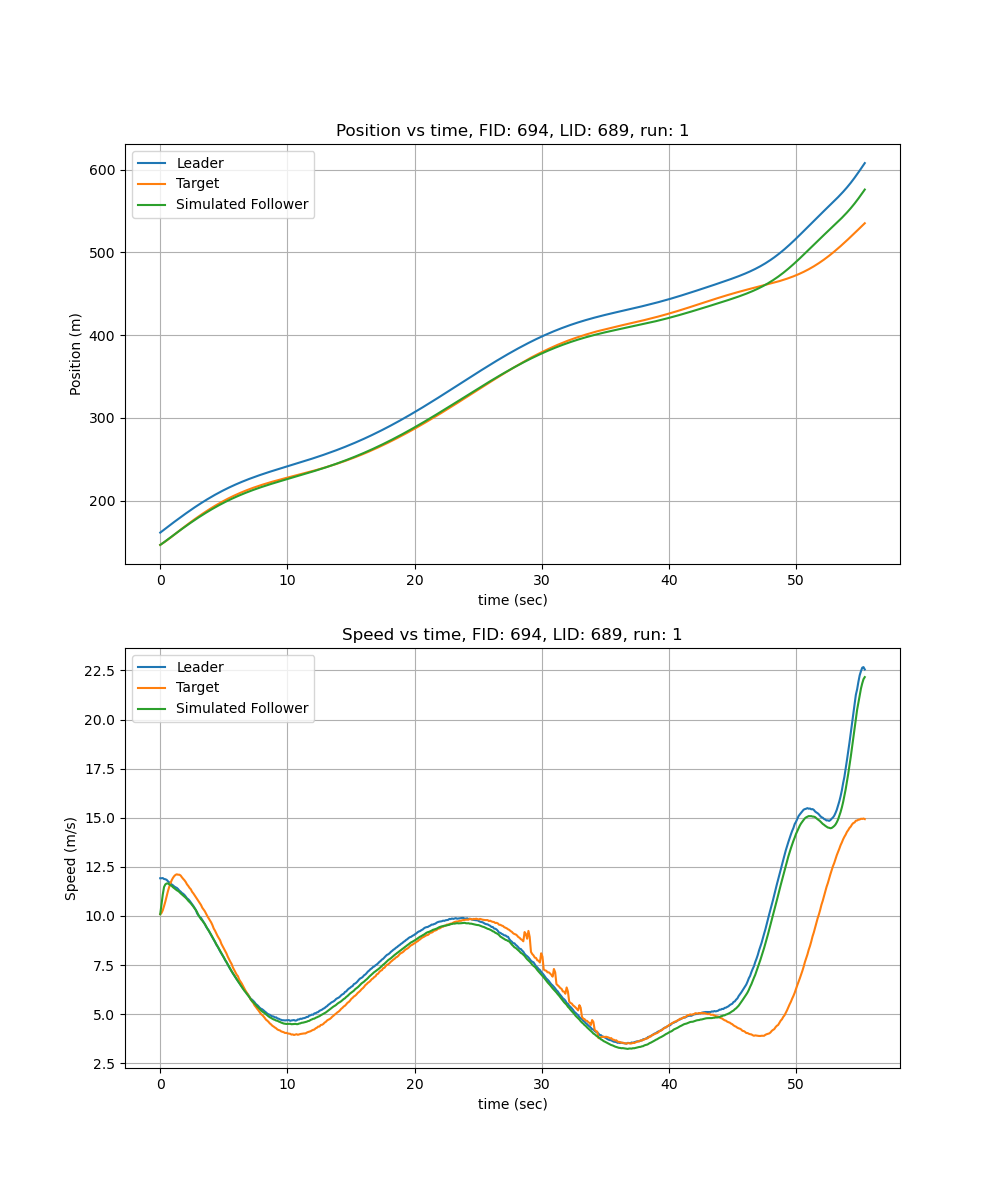 Position vs time, FID: 694, LID: 689, run: 1
Leader
Target
Simulated Follower
600
500
400
300
200
Position (m)
0 10 20 30 40 50
time (sec)
Speed vs time, FID: 694, LID: 689, run: 1
Leader
Target
Simulated Follower
22.5
20.0
17.5
15.0
12.5
10.0
7.5
5.0
2.5
Speed (m/s)
0 10 20 30 40 50
time (sec)